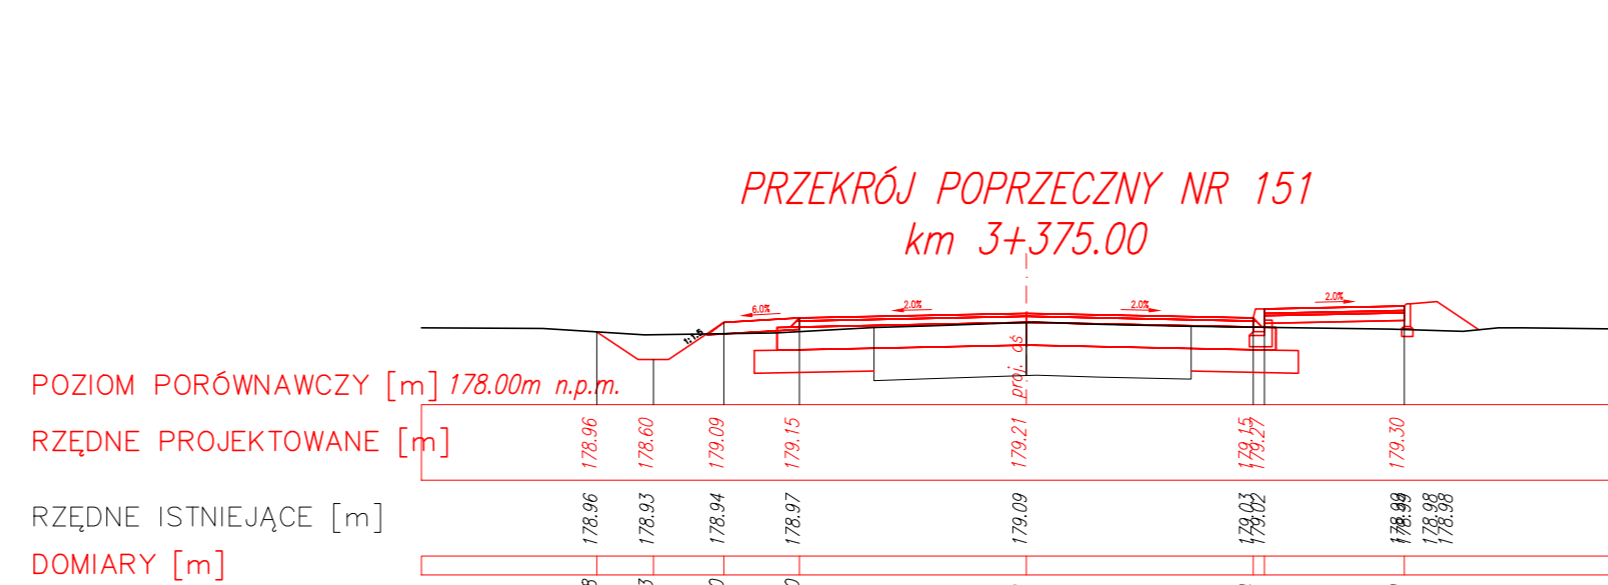 PRZEKRÓJ POPRZECZNY NR 151
km 3+375.00
6.0% 2.0% 2.0% 2.0%
1:1.5
proj. oś
POZIOM PORÓWNAWCZY [m] 178.00m n.p.m.
RZĘDNE PROJEKTOWANE [m] 178.96 178.60 179.09 179.15 179.21 179.15 179.27 179.30
RZĘDNE ISTNIEJĄCE [m] 178.96 178.93 178.94 178.97 179.09 179.03 179.02 178.99 178.98 178.98
DOMIARY [m]